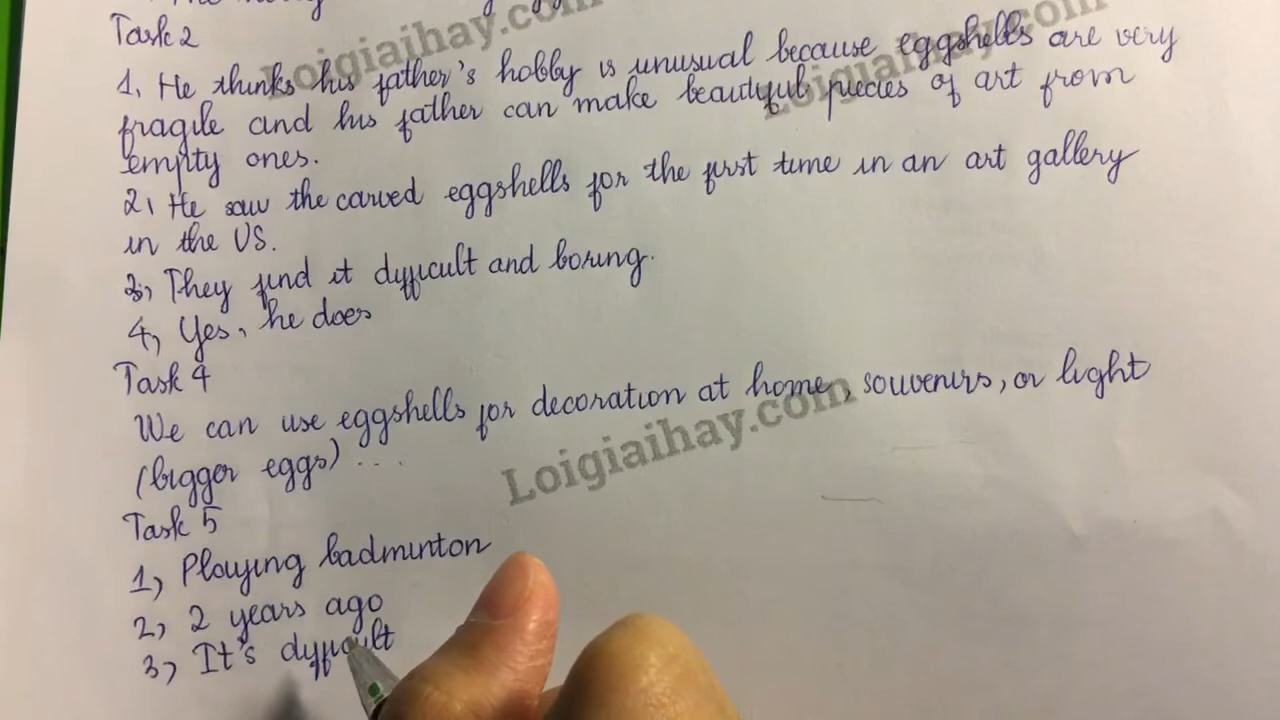 Task 2
1, He thinks his father's hobby is unusual because eggshells are very
fragile and his father can make beautiful pieces of art from
empty ones.
2, He saw the carved eggshells for the first time in an art gallery
in the US.
3, They find it difficult and boring.
4, Yes, he does
Task 4
We can use eggshells for decoration at home, souvenirs, or light
(bigger eggs) ...
Task 5
1, Playing badminton
2, 2 years ago
3, It's difficult
Loigiaihay.com
Loigiaihay.com
Loigiaihay.com